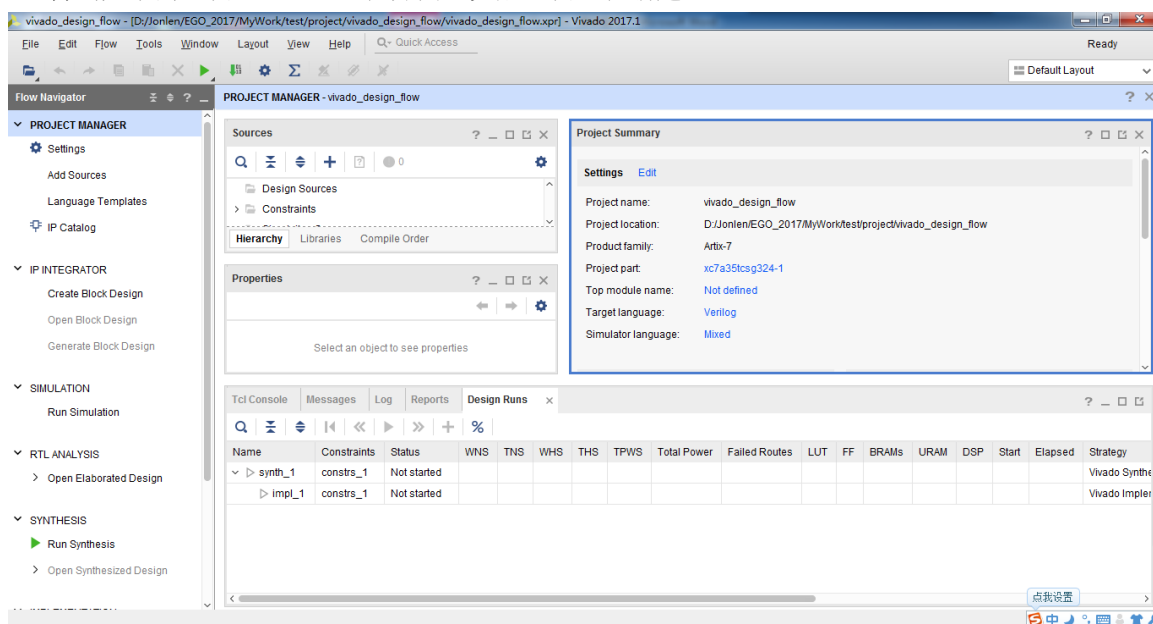 vivado_design_flow - [D:/Jonlen/EGO_2017/MyWork/test/project/vivado_design_flow/vivado_design_flow.xpr] - Vivado 2017.1
File Edit Flow Tools Window Layout View Help Q- Quick Access Ready
Default Layout
Flow Navigator
PROJECT MANAGER - vivado_design_flow
PROJECT MANAGER
Settings
Add Sources
Language Templates
IP Catalog
IP INTEGRATOR
Create Block Design
Open Block Design
Generate Block Design
SIMULATION
Run Simulation
RTL ANALYSIS
Open Elaborated Design
SYNTHESIS
Run Synthesis
Open Synthesized Design
Sources
0
Design Sources
Constraints
Hierarchy Libraries Compile Order
Properties
Select an object to see properties
Project Summary
Settings Edit
Project name: vivado_design_flow
Project location: D:/Jonlen/EGO_2017/MyWork/test/project/vivado_design_flow
Product family: Artix-7
Project part: xc7a35tcsg324-1
Top module name: Not defined
Target language: Verilog
Simulator language: Mixed
Tcl Console Messages Log Reports Design Runs
Name Constraints Status WNS TNS WHS THS TPWS Total Power Failed Routes LUT FF BRAMs URAM DSP Start Elapsed Strategy
synth_1 constrs_1 Not started Vivado Synthe
impl_1 constrs_1 Not started Vivado Impler
点我设置
中